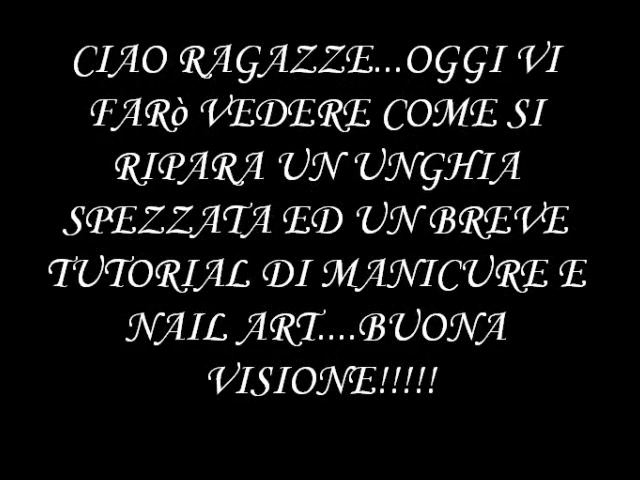 CIAO RAGAZZE...OGGI VI
FARò VEDERE COME SI
RIPARA UN UNGHIA
SPEZZATA ED UN BREVE
TUTORIAL DI MANICURE E
NAIL ART....BUONA
VISIONE!!!!!